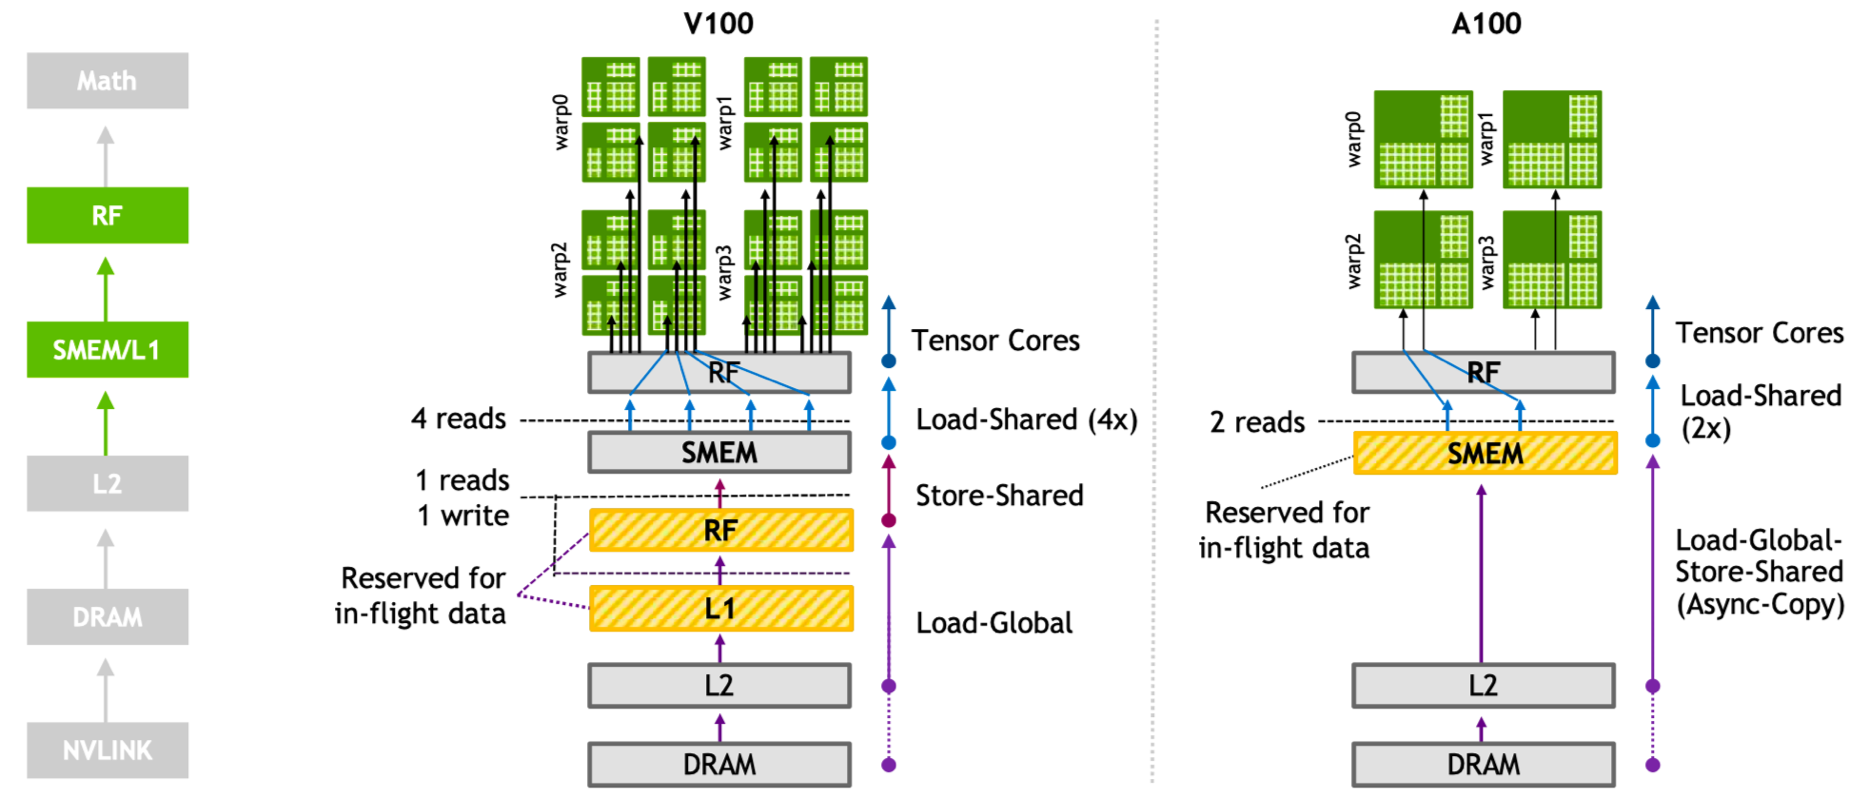 Math
RF
SMEM/L1
L2
DRAM
NVLINK
V100
warp0
warp1
warp2
warp3
Tensor Cores
RF
4 reads
Load-Shared (4x)
SMEM
1 reads
1 write
Store-Shared
RF
Reserved for
in-flight data
L1
Load-Global
L2
DRAM
A100
warp0
warp1
warp2
warp3
Tensor Cores
RF
2 reads
Load-Shared
(2x)
SMEM
Reserved for
in-flight data
Load-Global-
Store-Shared
(Async-Copy)
L2
DRAM